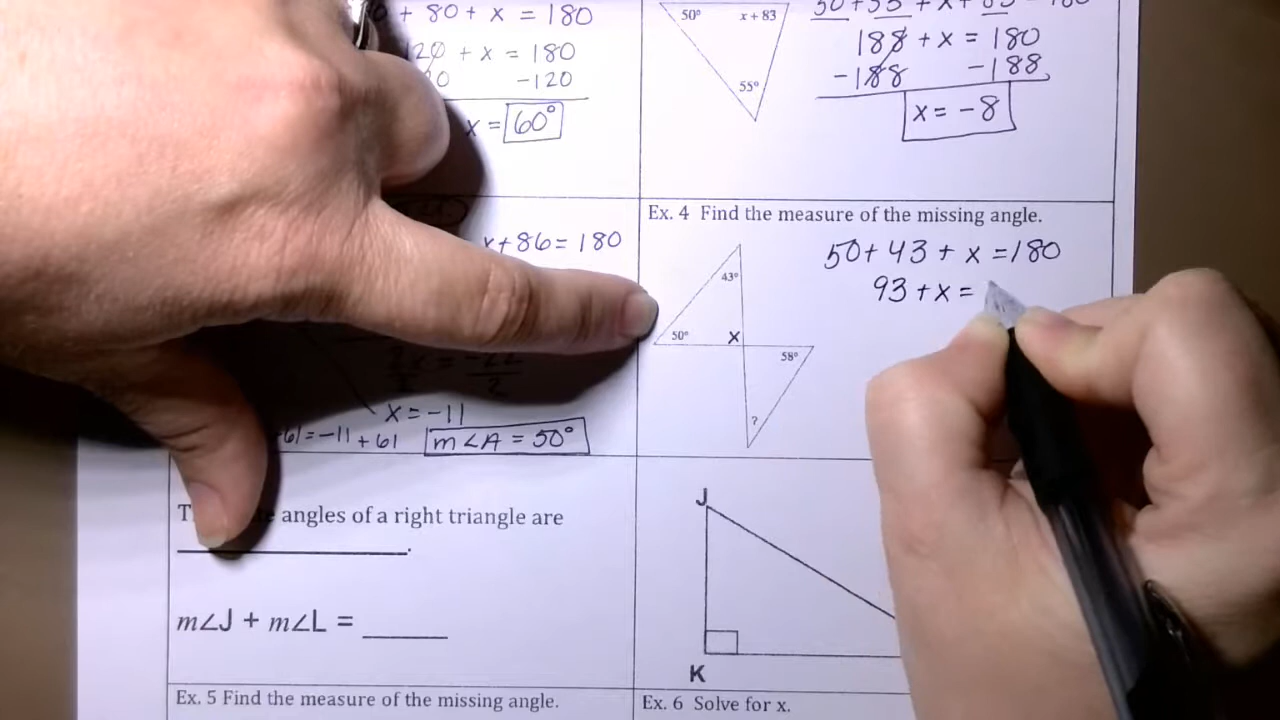 + 80 + x = 180
120 + x = 180
-120
x = 60°
50° x + 83
55°
188 + x = 180
-188 -188
x = -8
x + 86 = 180
x = -11
61 = -11 + 61 m∠A = 50°
Ex. 4 Find the measure of the missing angle.
43°
50° X
58°
?
50 + 43 + x = 180
93 + x =
angles of a right triangle are
m∠J + m∠L =
J
K
Ex. 5 Find the measure of the missing angle.
Ex. 6 Solve for x.